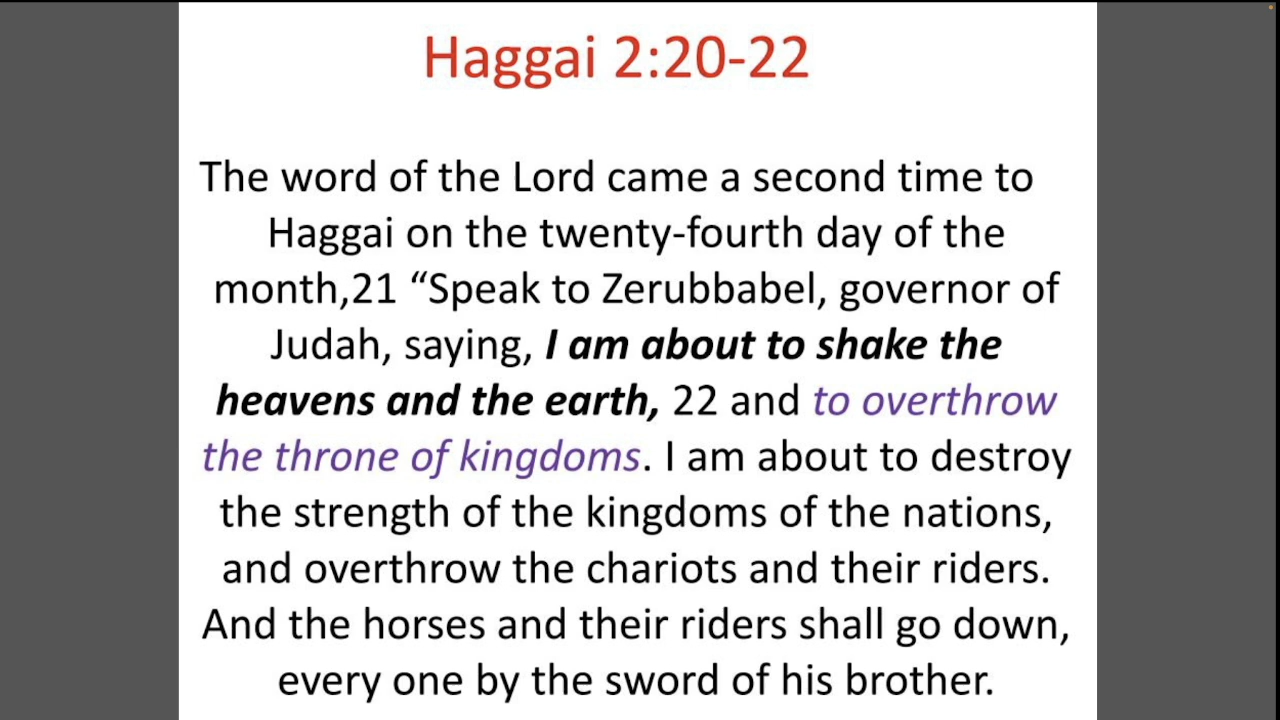 Haggai 2:20-22
The word of the Lord came a second time to
Haggai on the twenty-fourth day of the
month,21 “Speak to Zerubbabel, governor of
Judah, saying, I am about to shake the
heavens and the earth, 22 and to overthrow
the throne of kingdoms. I am about to destroy
the strength of the kingdoms of the nations,
and overthrow the chariots and their riders.
And the horses and their riders shall go down,
every one by the sword of his brother.